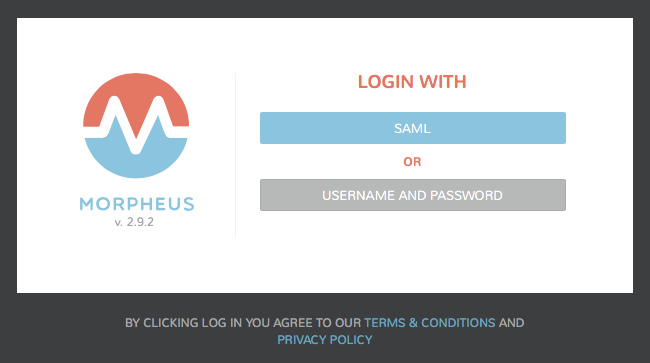 LOGIN WITH
SAML
OR
USERNAME AND PASSWORD
MORPHEUS
v. 2.9.2
BY CLICKING LOG IN YOU AGREE TO OUR TERMS & CONDITIONS AND
PRIVACY POLICY